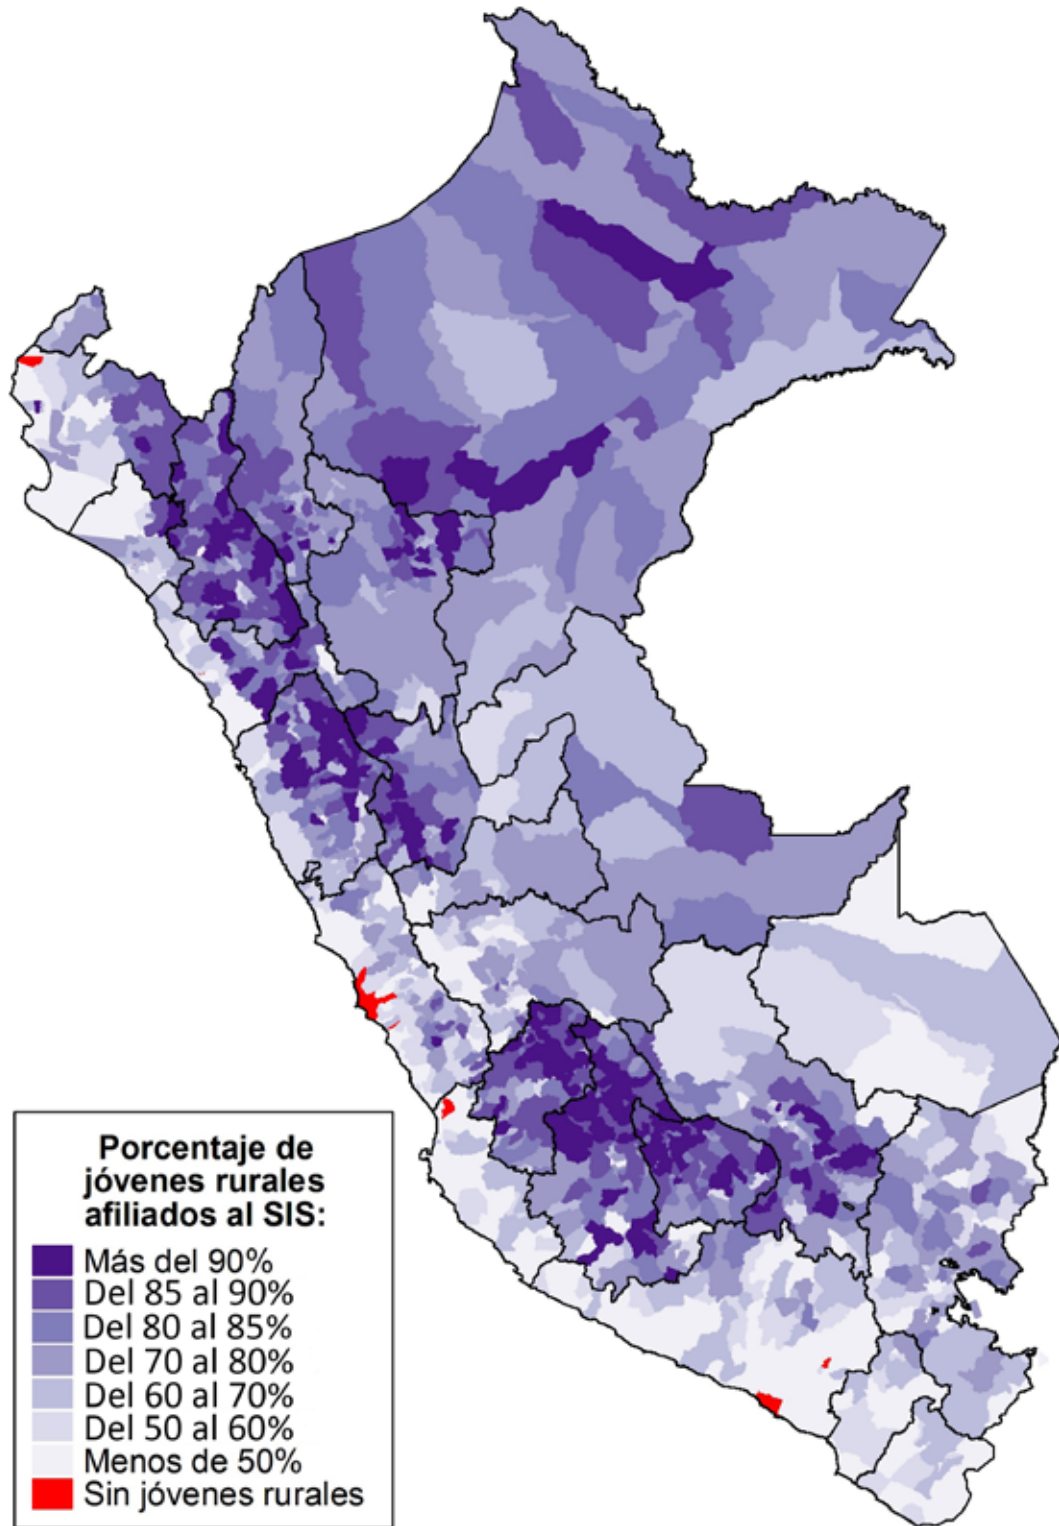 Porcentaje de
jóvenes rurales
afiliados al SIS:
Más del 90%
Del 85 al 90%
Del 80 al 85%
Del 70 al 80%
Del 60 al 70%
Del 50 al 60%
Menos de 50%
Sin jóvenes rurales